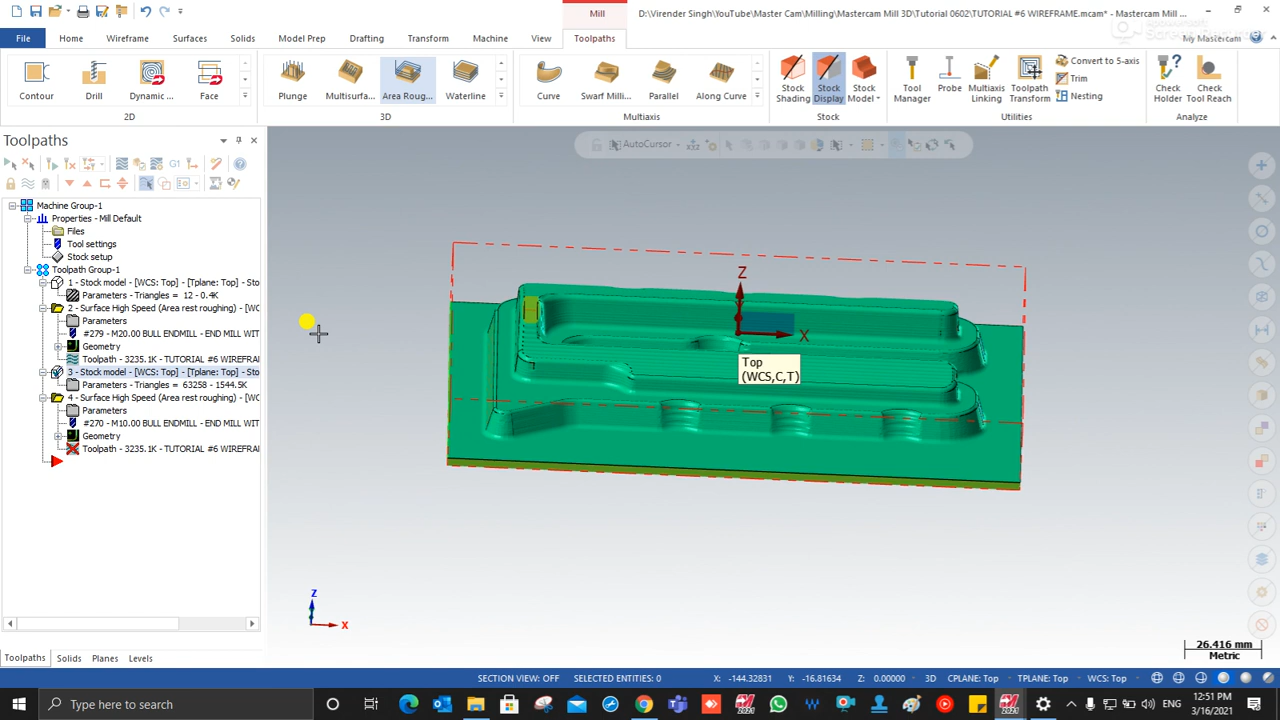 Mill
D:\Virender Singh\YouTube\Master Cam\Milling\Mastercam Mill 3D\Tutorial 0602\TUTORIAL #6 WIREFRAME.mcam* - Mastercam Mill ...
File Home Wireframe Surfaces Solids Model Prep Drafting Transform Machine View Toolpaths My Mastercam
Contour Drill Dynamic ... Face Plunge Multisurfa... Area Roug... Waterline Curve Swarf Milli... Parallel Along Curve
Stock Shading Stock Display Stock Model Tool Manager Probe Multiaxis Linking Toolpath Transform
Convert to 5-axis
Trim
Nesting
Check Holder Check Tool Reach
2D 3D Multiaxis Stock Utilities Analyze
Toolpaths
AutoCursor
G1
Machine Group-1
Properties - Mill Default
Files
Tool settings
Stock setup
Toolpath Group-1
1 - Stock model - [WCS: Top] - [Tplane: Top] - Sto
Parameters - Triangles = 12 - 0.4K
2 - Surface High Speed (Area rest roughing) - [WC
Parameters
#279 - M20.00 BULL ENDMILL - END MILL WIT
Geometry
Toolpath - 3235.1K - TUTORIAL #6 WIREFRAM
3 - Stock model - [WCS: Top] - [Tplane: Top] - Sto
Parameters - Triangles = 63258 - 1544.5K
4 - Surface High Speed (Area rest roughing) - [WC
Parameters
#270 - M10.00 BULL ENDMILL - END MILL WIT
Geometry
Toolpath - 3235.1K - TUTORIAL #6 WIREFRAM
Z
X
Top
(WCS,C,T)
Z
X
26.416 mm
Metric
Toolpaths Solids Planes Levels
SECTION VIEW: OFF SELECTED ENTITIES: 0 X: -144.32831 Y: -16.81634 Z: 0.00000 3D CPLANE: Top TPLANE: Top WCS: Top
Type here to search
ENG
12:51 PM
3/16/2021